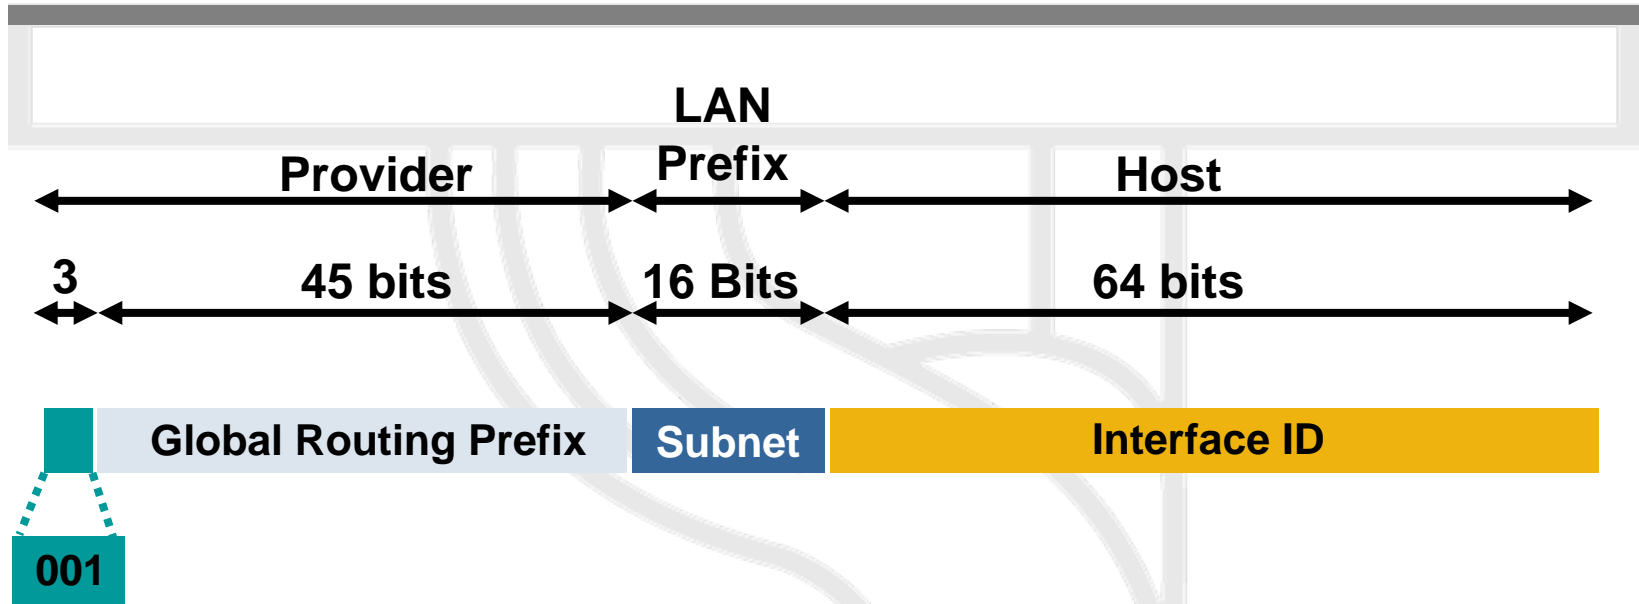 LAN
Prefix
Provider
Host
3
45 bits
16 Bits
64 bits
Global Routing Prefix
Subnet
Interface ID
001